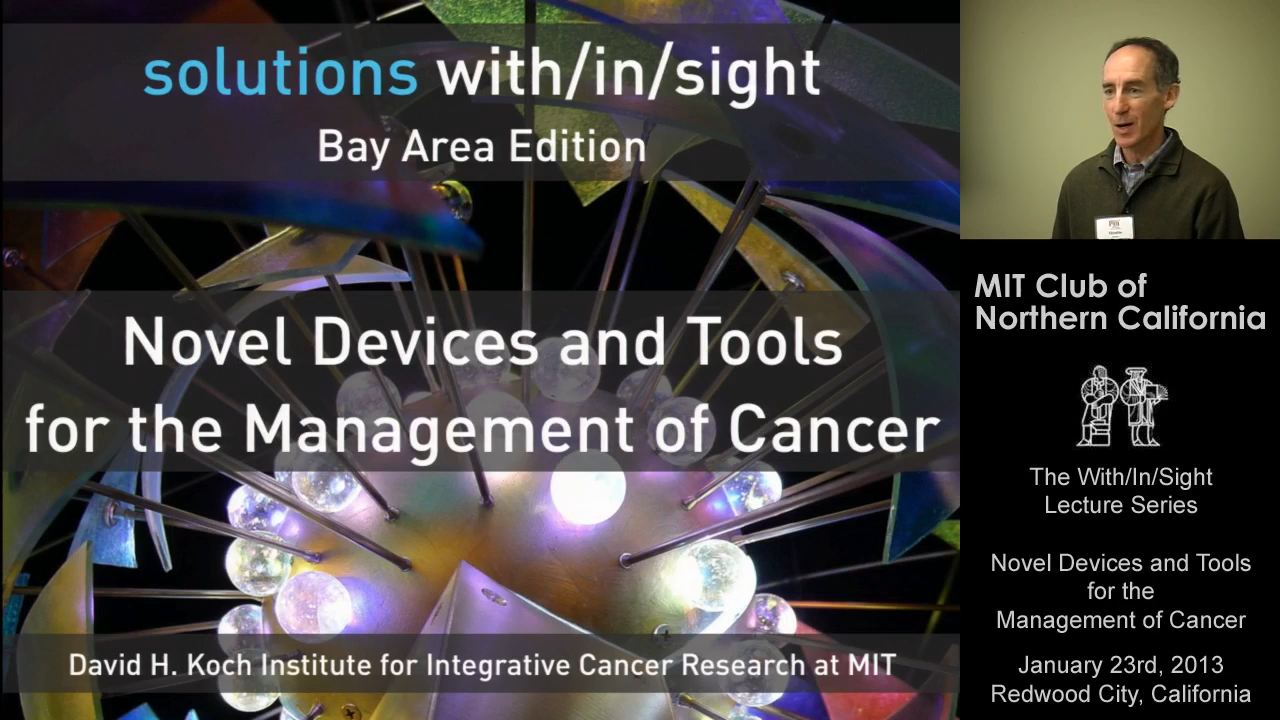 solutions with/in/sight
Bay Area Edition
Novel Devices and Tools
for the Management of Cancer
David H. Koch Institute for Integrative Cancer Research at MIT
MIT Club of
Northern California
The With/In/Sight
Lecture Series
Novel Devices and Tools
for the
Management of Cancer
January 23rd, 2013
Redwood City, California